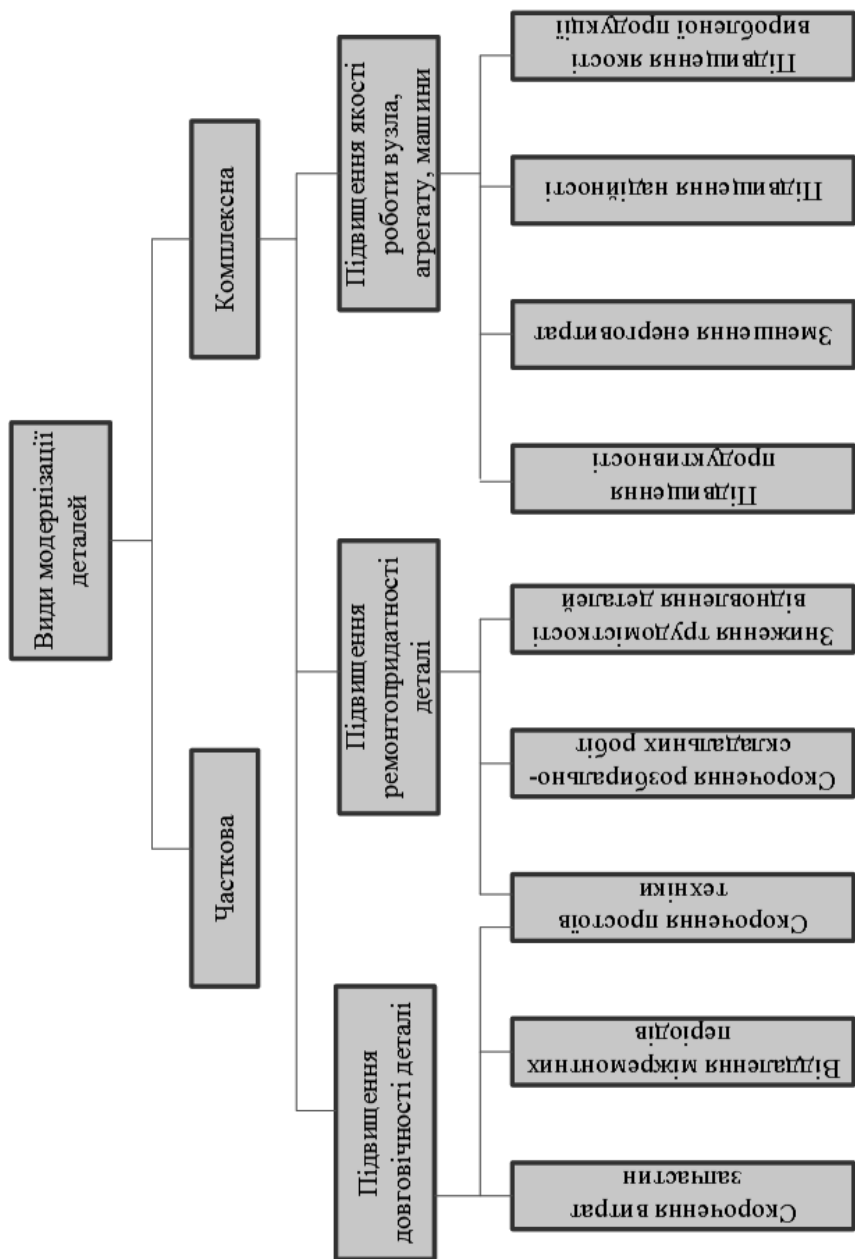 Види модернізації
деталей
Часткова
Комплексна
Підвищення
довговічності деталі
Підвищення
ремонтопридатності
деталі
Підвищення якості
роботи вузла,
агрегату, машини
Скорочення витрат
запчастин
Віддалення міжремонтних
періодів
Скорочення простоїв
техніки
Скорочення розбирально-
складальних робіт
Зниження трудомісткості
відновлення деталей
Підвищення
продуктивності
Зменшення енерговитрат
Підвищення надійності
Підвищення якості
виробленої продукції